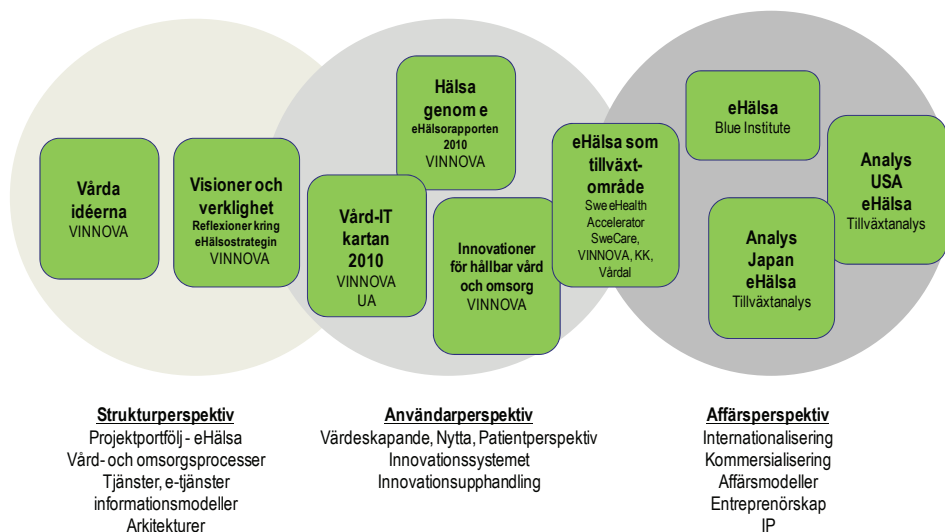 Vårda
idéerna
VINNOVA
Visioner och
verklighet
Reflexioner kring
eHälsostrategin
VINNOVA
Vård-IT
kartan
2010
VINNOVA
UA
Hälsa
genom e
eHälsorapporten
2010
VINNOVA
Innovationer
för hållbar vård
och omsorg
VINNOVA
eHälsa som
tillväxt-
område
Swe eHealth
Accelerator
SweCare,
VINNOVA, KK,
Vårdal
eHälsa
Blue Institute
Analys
Japan
eHälsa
Tillväxtanalys
Analys
USA
eHälsa
Tillväxtanalys
Strukturperspektiv
Projektportfölj - eHälsa
Vård- och omsorgsprocesser
Tjänster, e-tjänster
informationsmodeller
Arkitekturer
Användarperspektiv
Värdeskapande, Nytta, Patientperspektiv
Innovationssystemet
Innovationsupphandling
Affärsperspektiv
Internationalisering
Kommersialisering
Affärsmodeller
Entreprenörskap
IP